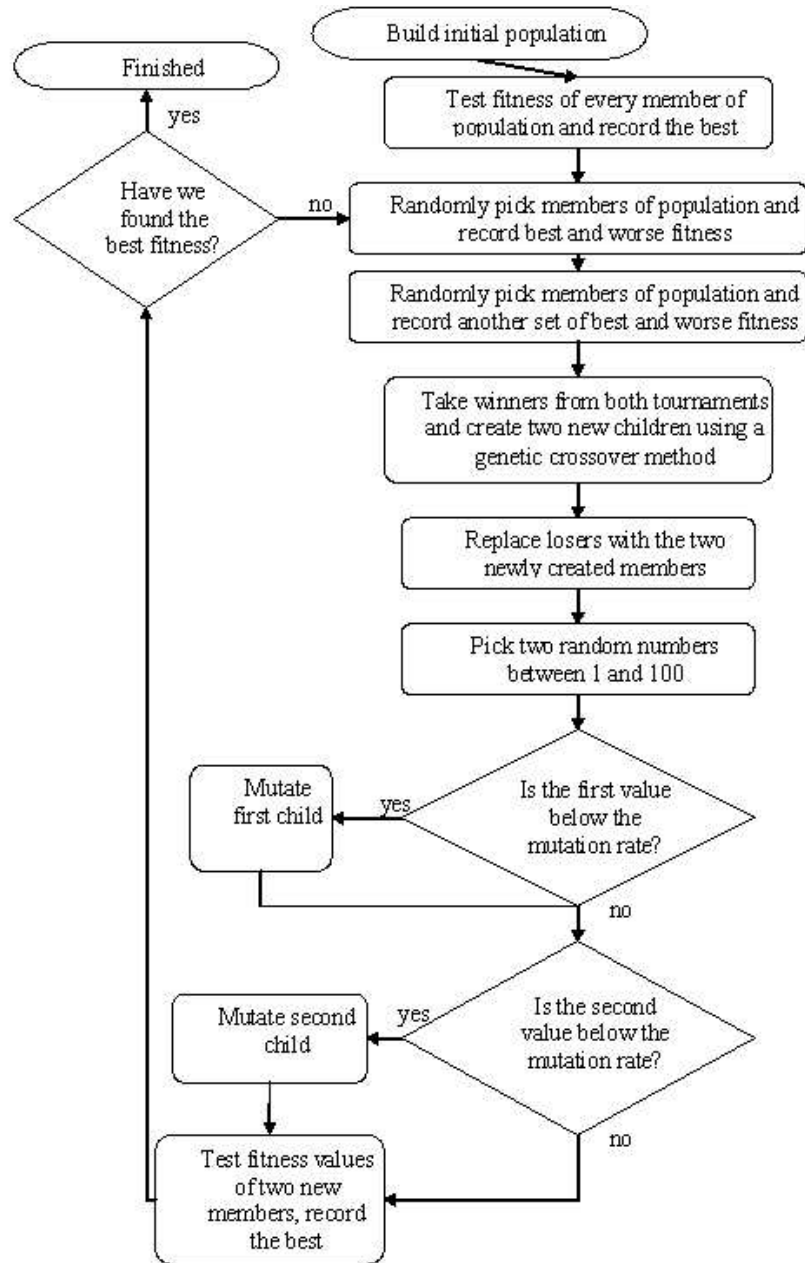 Build initial population
Finished
Test fitness of every member of
population and record the best
yes
Have we
found the
best fitness?
no
Randomly pick members of population and
record best and worse fitness
Randomly pick members of population and
record another set of best and worse fitness
Take winners from both tournaments
and create two new children using a
genetic crossover method
Replace losers with the two
newly created members
Pick two random numbers
between 1 and 100
Mutate
first child
yes
Is the first value
below the
mutation rate?
no
Mutate second
child
yes
Is the second
value below the
mutation rate?
no
Test fitness values
of two new
members, record
the best